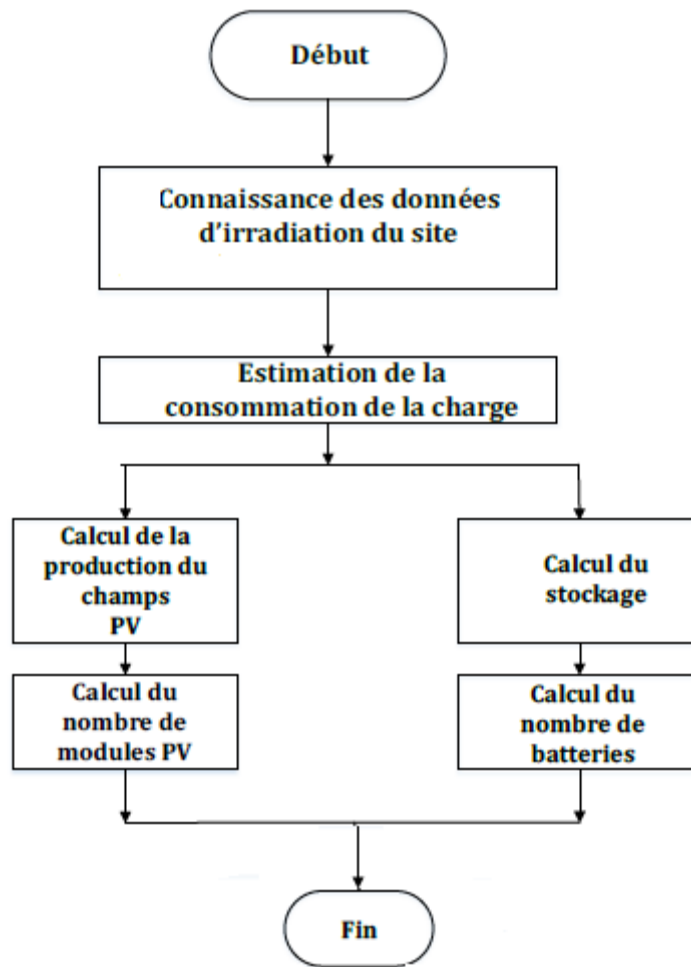 Début
Connaissance des données
d'irradiation du site
Estimation de la
consommation de la charge
Calcul de la
production du
champs
PV
Calcul du
nombre de
modules PV
Calcul du
stockage
Calcul du
nombre de
batteries
Fin